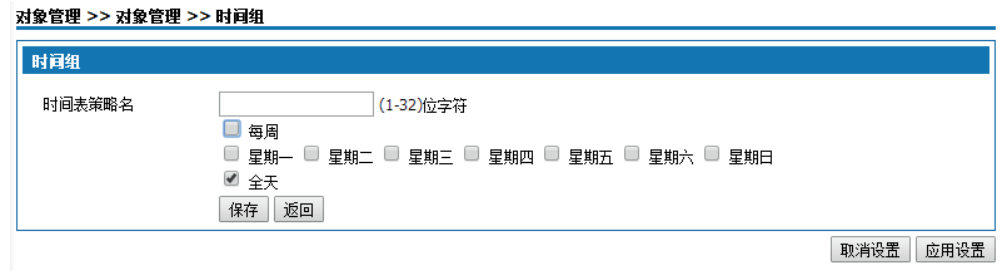 对象管理 >> 对象管理 >> 时间组
时间组
时间表策略名 (1-32)位字符
每周
星期一 星期二 星期三 星期四 星期五 星期六 星期日
全天
保存 返回
取消设置 应用设置